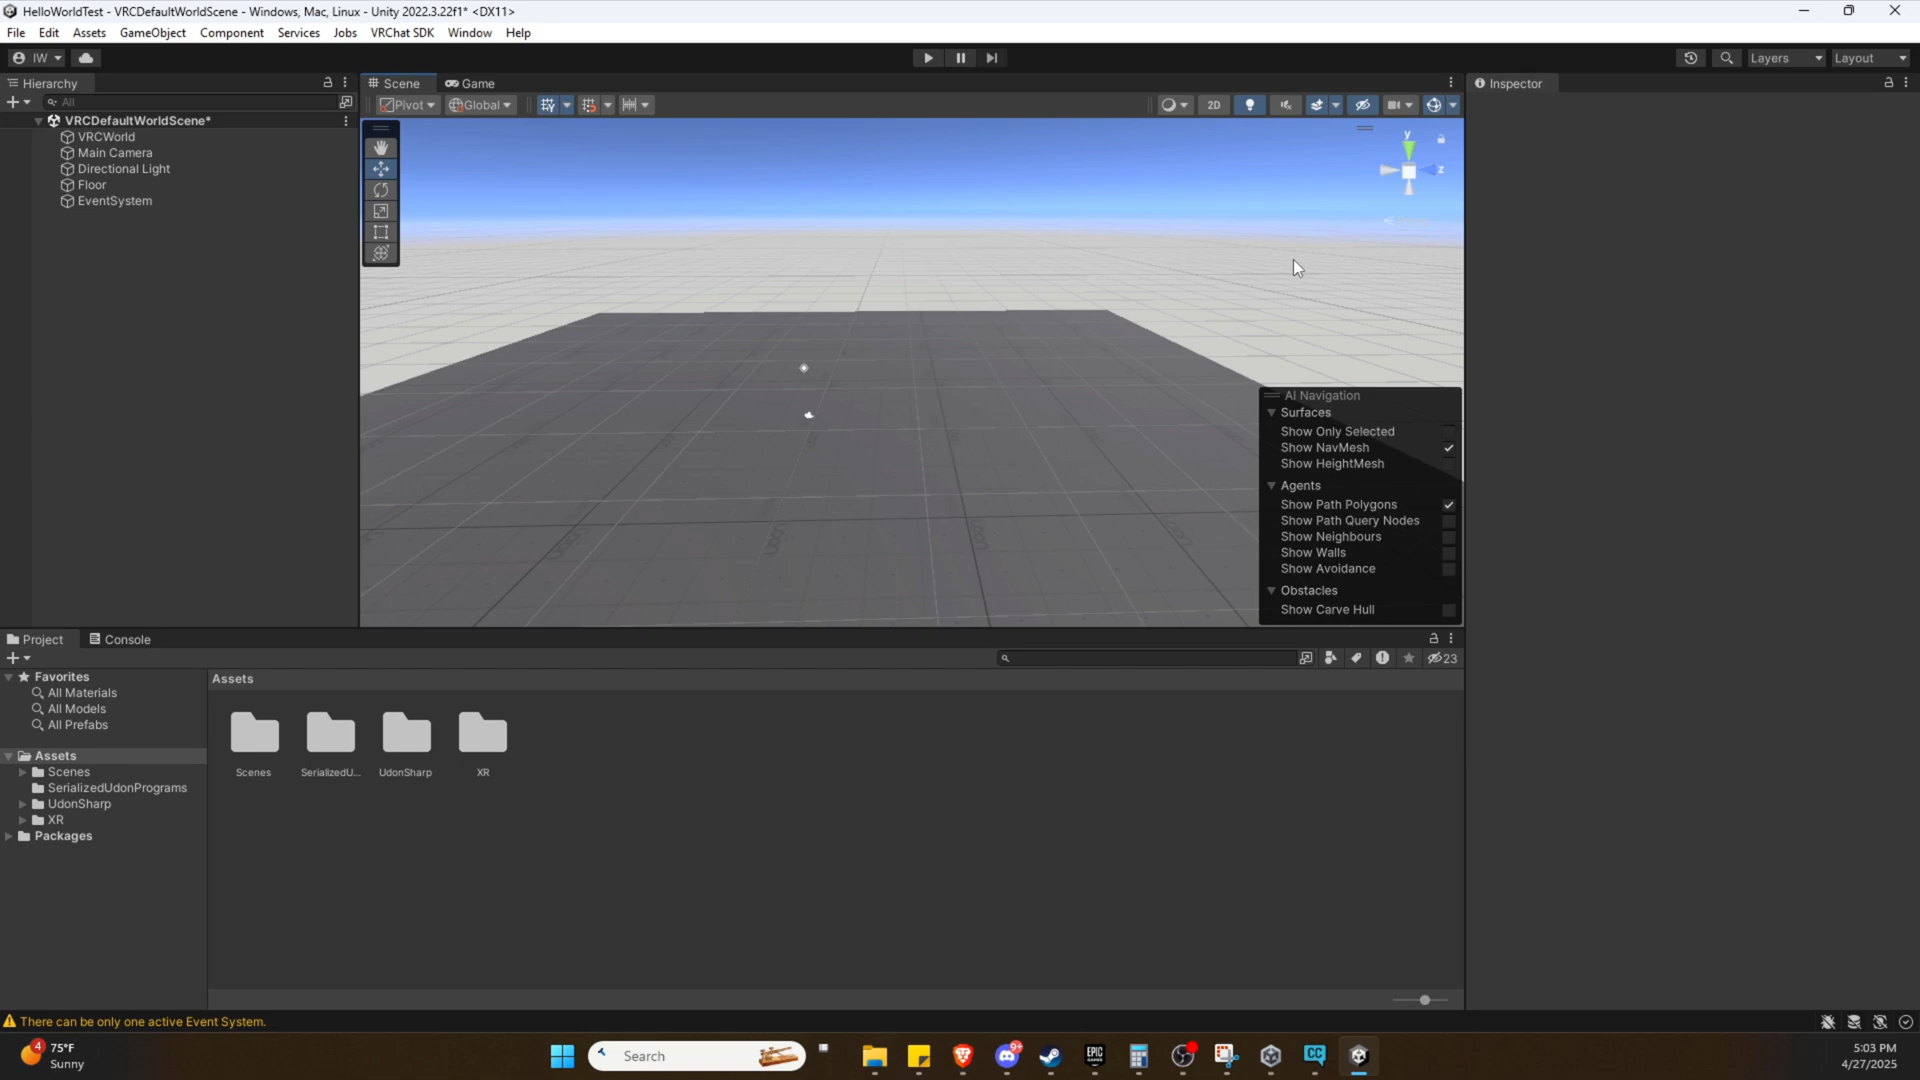 HelloWorldTest - VRCDefaultWorldScene - Windows, Mac, Linux - Unity 2022.3.22f1* <DX11>
File Edit Assets GameObject Component Services Jobs VRChat SDK Window Help
IW
Layers Layout
Hierarchy
All
VRCDefaultWorldScene*
VRCWorld
Main Camera
Directional Light
Floor
EventSystem
Scene Game
Pivot Global
2D
y
z
AI Navigation
Surfaces
Show Only Selected
Show NavMesh
Show HeightMesh
Agents
Show Path Polygons
Show Path Query Nodes
Show Neighbours
Show Walls
Show Avoidance
Obstacles
Show Carve Hull
Inspector
Project Console
23
Favorites
All Materials
All Models
All Prefabs
Assets
Scenes
SerializedUdonPrograms
UdonSharp
XR
Packages
Assets
Scenes SerializedU... UdonSharp XR
There can be only one active Event System.
4
75°F
Sunny
Search
9+
EPIC
GAMES
CC
5:03 PM
4/27/2025